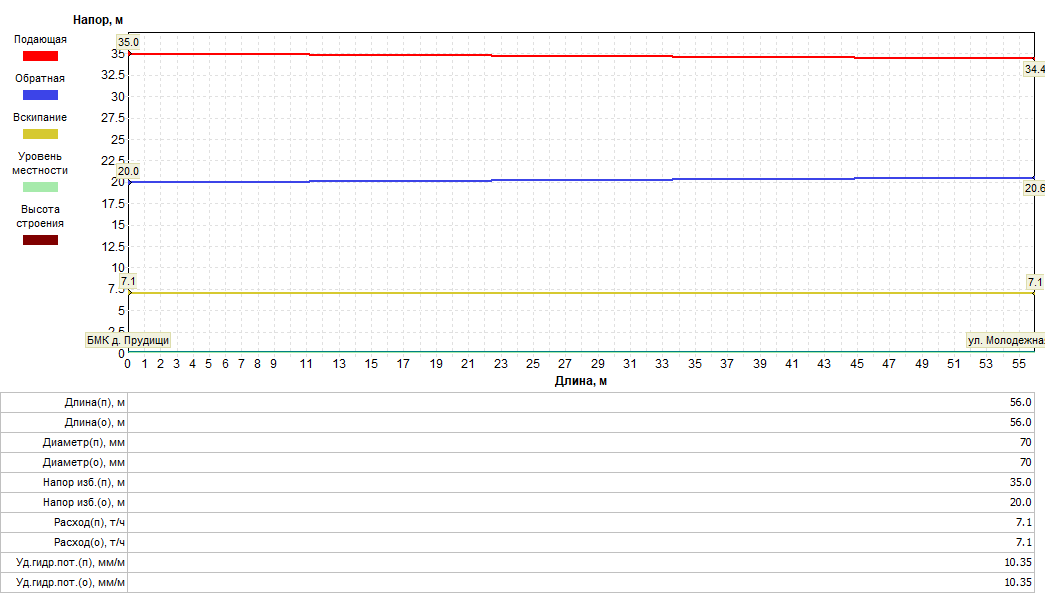 Напор, м
Подающая
Обратная
Вскипание
Уровень
местности
Высота
строения
35.0
35
32.5
30
27.5
25
22.5
20.0
20
17.5
15
12.5
10
7.1
7.5
5
2.5
0
34.4
20.6
7.1
БМК д. Прудищи
ул. Молодежная
0 1 2 3 4 5 6 7 8 9 11 13 15 17 19 21 23 25 27 29 31 33 35 37 39 41 43 45 47 49 51 53 55
Длина, м
Длина(п), м 56.0
Длина(о), м 56.0
Диаметр(п), мм 70
Диаметр(о), мм 70
Напор изб.(п), м 35.0
Напор изб.(о), м 20.0
Расход(п), т/ч 7.1
Расход(о), т/ч 7.1
Уд.гидр.пот.(п), мм/м 10.35
Уд.гидр.пот.(о), мм/м 10.35